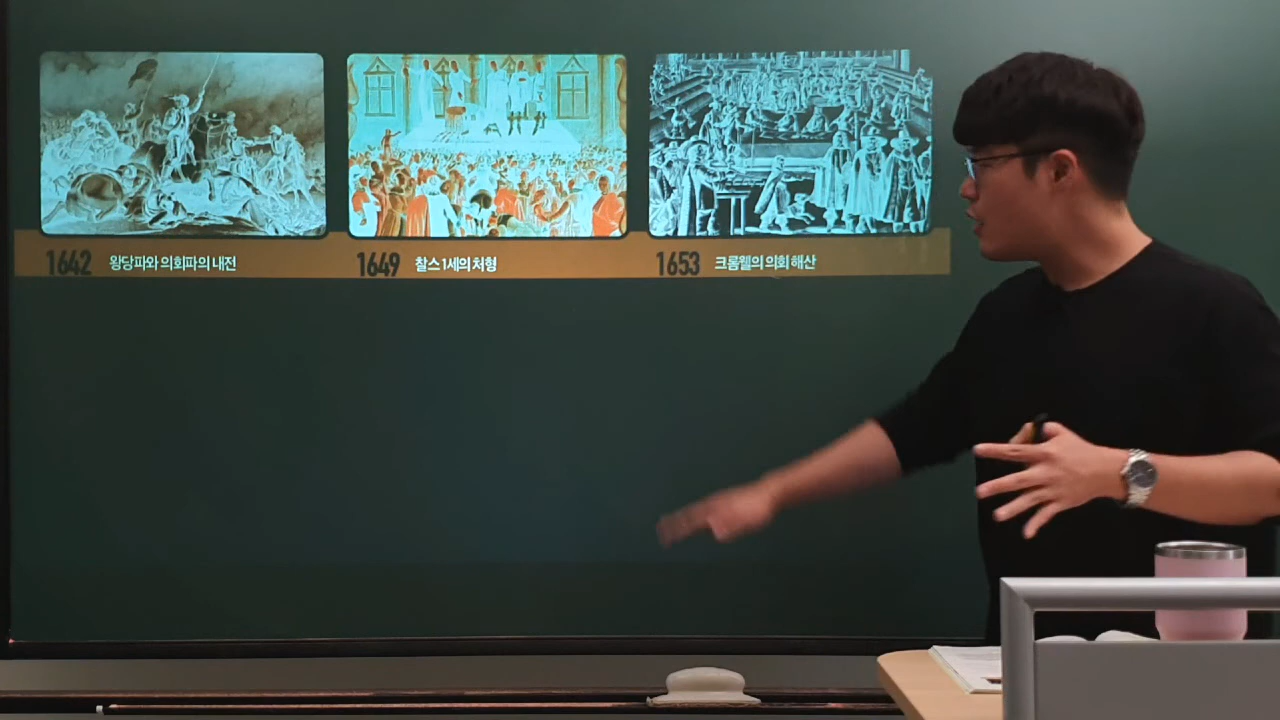 1642 왕당파와 의회파의 내전
1649 찰스 1세의 처형
1653 크롬웰의 의회 해산